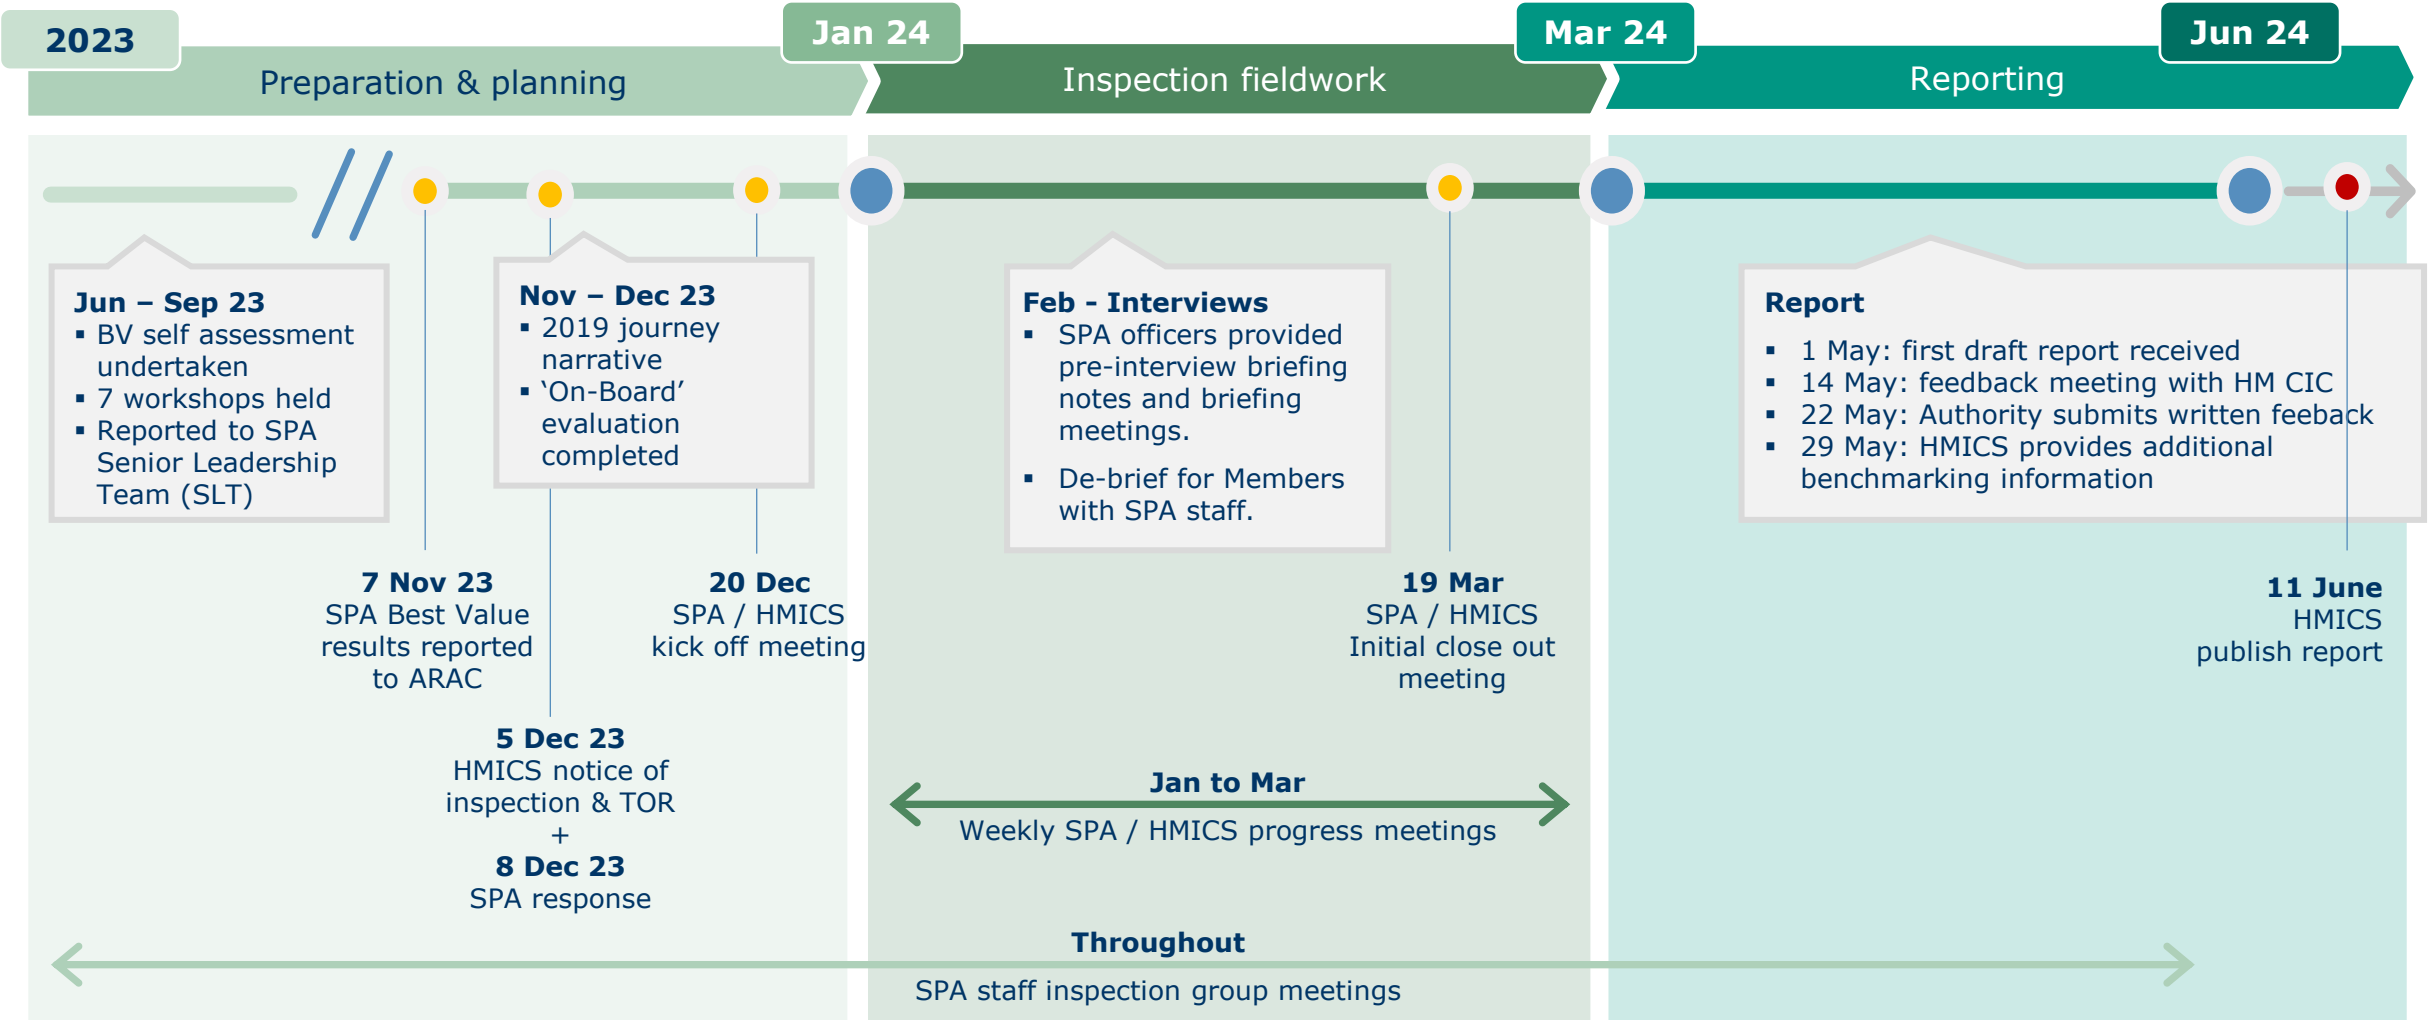 2023
Jan 24
Mar 24
Jun 24
Preparation & planning
Inspection fieldwork
Reporting
Jun – Sep 23
▪ BV self assessment
undertaken
▪ 7 workshops held
▪ Reported to SPA
Senior Leadership
Team (SLT)
Nov – Dec 23
▪ 2019 journey
narrative
▪ ‘On-Board’
evaluation
completed
Feb - Interviews
▪ SPA officers provided
pre-interview briefing
notes and briefing
meetings.
▪ De-brief for Members
with SPA staff.
Report
▪ 1 May: first draft report received
▪ 14 May: feedback meeting with HM CIC
▪ 22 May: Authority submits written feeback
▪ 29 May: HMICS provides additional
benchmarking information
7 Nov 23
SPA Best Value
results reported
to ARAC
20 Dec
SPA / HMICS
kick off meeting
19 Mar
SPA / HMICS
Initial close out
meeting
11 June
HMICS
publish report
5 Dec 23
HMICS notice of
inspection & TOR
+
8 Dec 23
SPA response
Jan to Mar
Weekly SPA / HMICS progress meetings
Throughout
SPA staff inspection group meetings